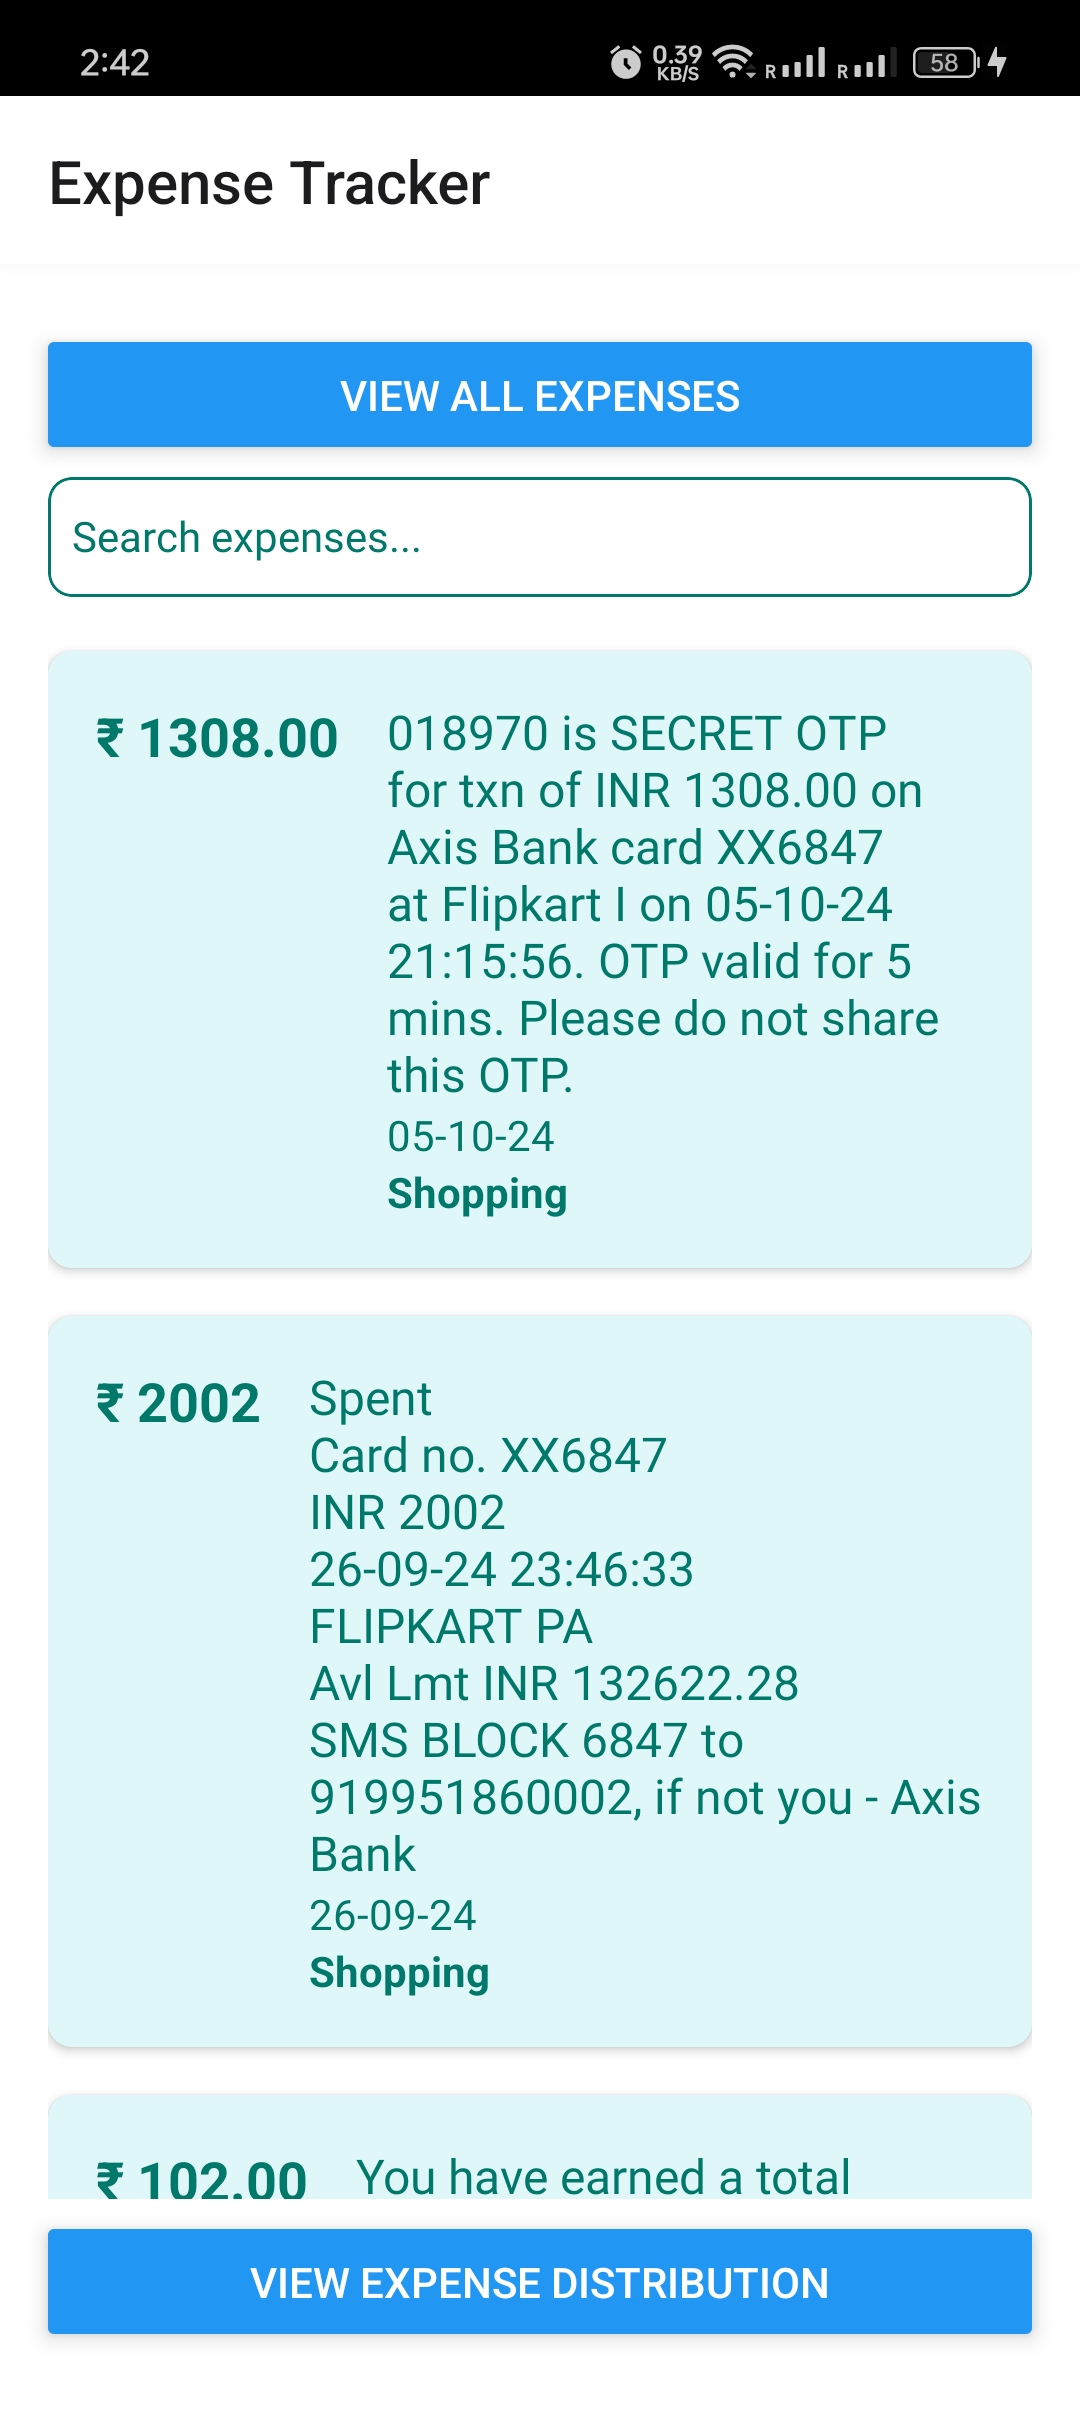 2:42
0.39
KB/S
R
R
58
Expense Tracker
VIEW ALL EXPENSES
Search expenses...
₹ 1308.00
018970 is SECRET OTP
for txn of INR 1308.00 on
Axis Bank card XX6847
at Flipkart I on 05-10-24
21:15:56. OTP valid for 5
mins. Please do not share
this OTP.
05-10-24
Shopping
₹ 2002
Spent
Card no. XX6847
INR 2002
26-09-24 23:46:33
FLIPKART PA
Avl Lmt INR 132622.28
SMS BLOCK 6847 to
919951860002, if not you - Axis
Bank
26-09-24
Shopping
₹ 102.00
You have earned a total
VIEW EXPENSE DISTRIBUTION